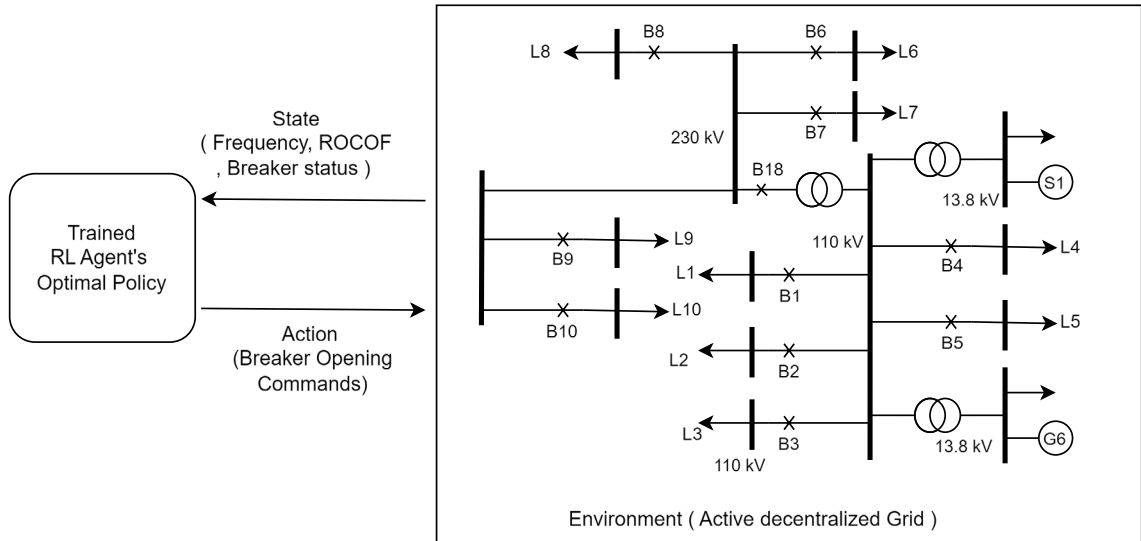 State
( Frequency, ROCOF
, Breaker status )
Trained
RL Agent's
Optimal Policy
Action
(Breaker Opening
Commands)
L8
B8
B6
L6
B7
L7
230 kV
B18
S1
13.8 kV
110 kV
B9
L9
B10
L10
L1
B1
L2
B2
L3
B3
110 kV
B4
L4
B5
L5
13.8 kV
G6
Environment ( Active decentralized Grid )